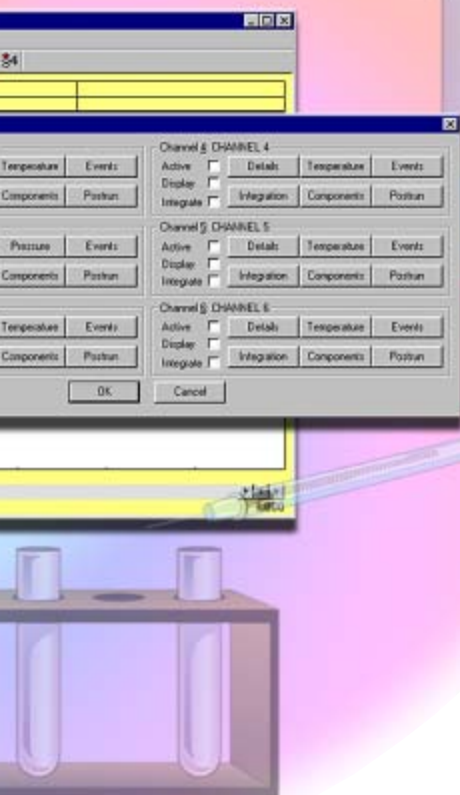 Channel 4 CHANNEL 4
Temperature Events Active Details Temperature Events
Display
Components Postrun Integrate Integration Components Postrun
Channel 5 CHANNEL 5
Pressure Events Active Details Temperature Events
Display
Components Postrun Integrate Integration Components Postrun
Channel 6 CHANNEL 6
Temperature Events Active Details Temperature Events
Display
Components Postrun Integrate Integration Components Postrun
OK Cancel